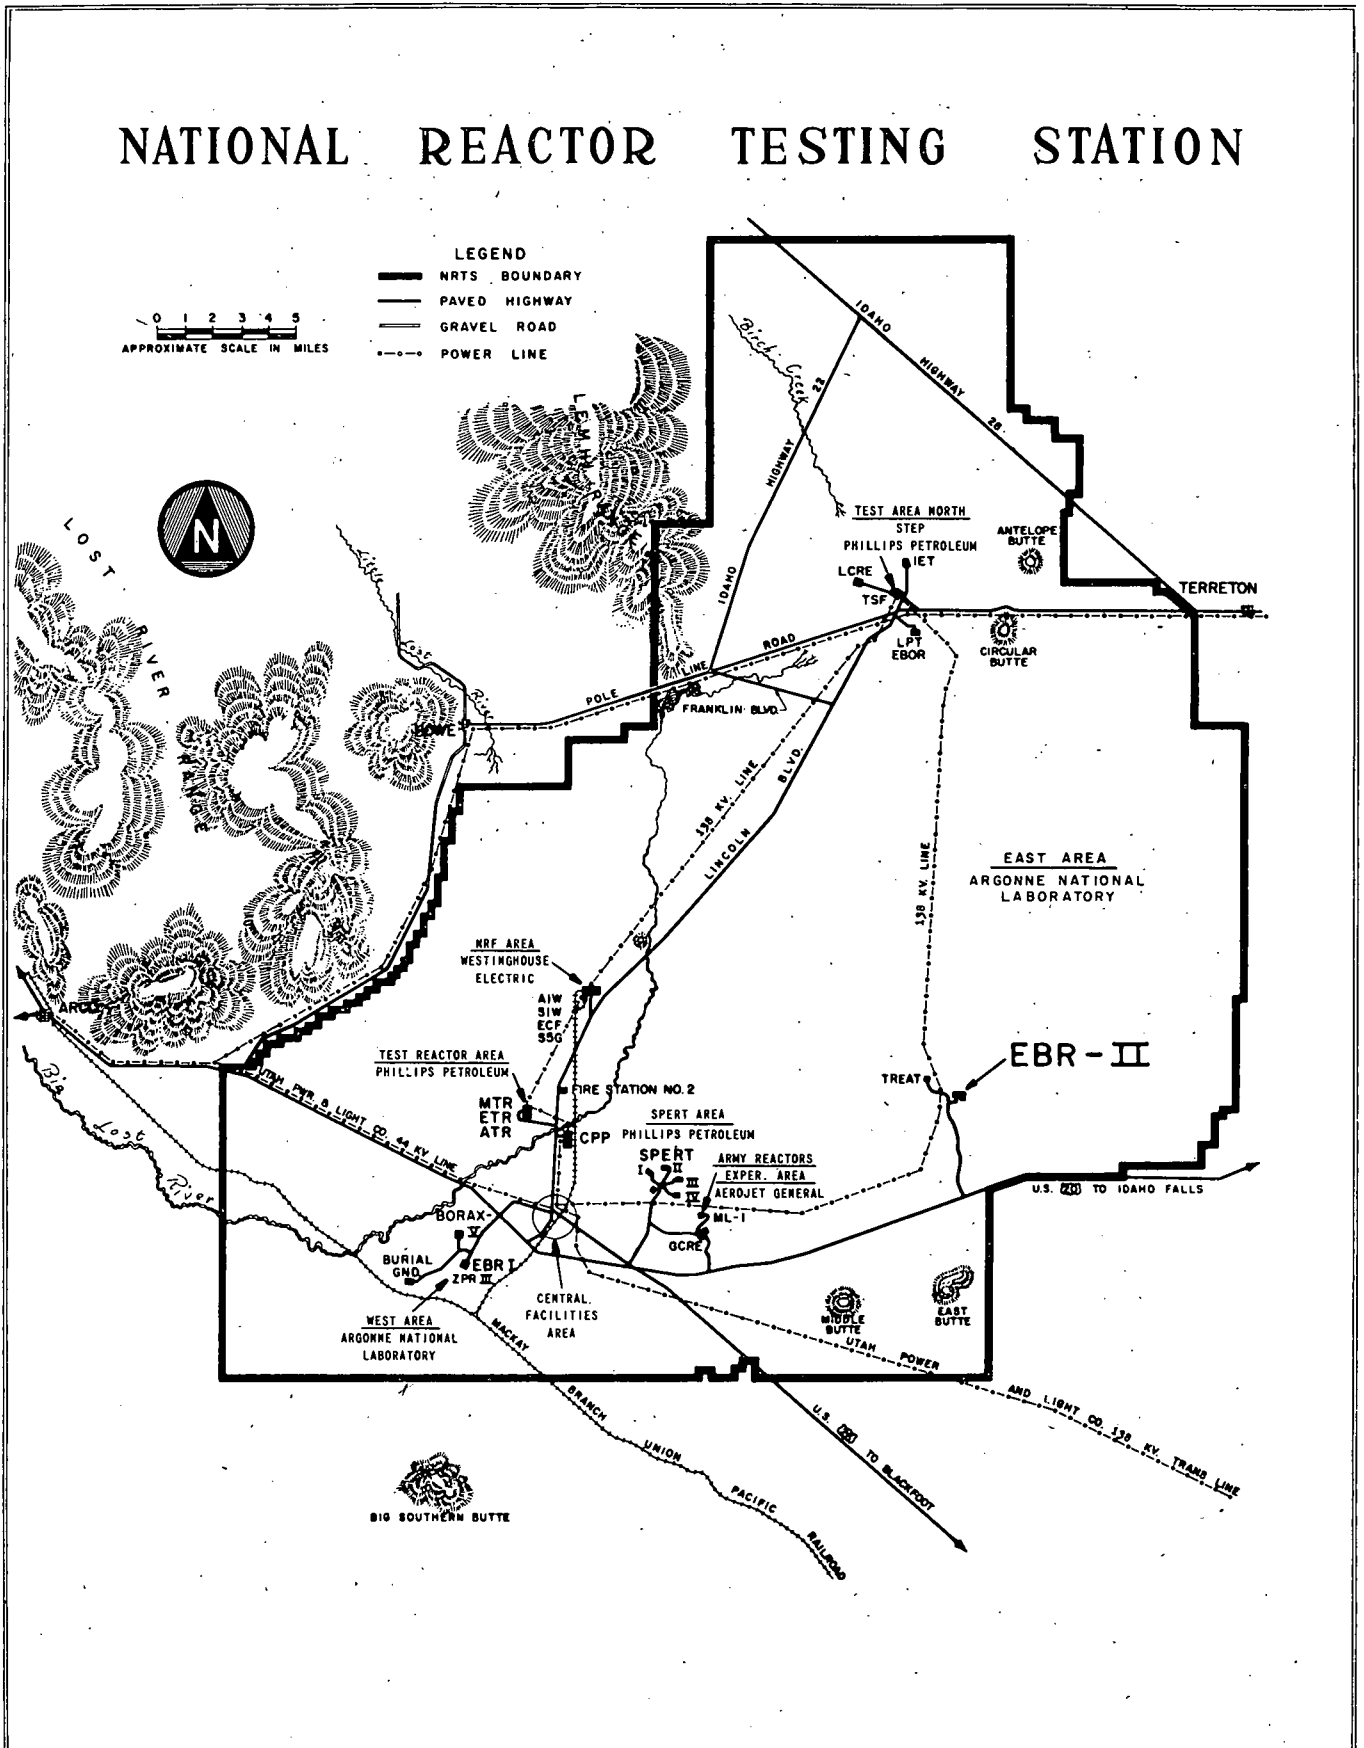 NATIONAL REACTOR TESTING STATION
LEGEND
NRTS BOUNDARY
PAVED HIGHWAY
GRAVEL ROAD
POWER LINE
0 1 2 3 4 5
APPROXIMATE SCALE IN MILES
N
LOST RIVER RANGE
LEMHI RANGE
Birch Creek
IDAHO HIGHWAY 22
IDAHO HIGHWAY 28
TEST AREA NORTH
STEP
PHILLIPS PETROLEUM
IET
LCRE
TSF
LPT
EBOR
ANTELOPE
BUTTE
TERRETON
CIRCULAR
BUTTE
Little Lost River
HOWE
POLE LINE ROAD
FRANKLIN BLVD.
138 KV. LINE
LINCOLN BLVD.
138 KV. LINE
EAST AREA
ARGONNE NATIONAL
LABORATORY
NRF AREA
WESTINGHOUSE
ELECTRIC
A1W
S1W
ECF
S5G
ARCO
TEST REACTOR AREA
PHILLIPS PETROLEUM
MTR
ETR
ATR
FIRE STATION NO. 2
CPP
EBR-II
TREAT
SPERT AREA
PHILLIPS PETROLEUM
SPERT
I II
III
IV
ARMY REACTORS
EXPER. AREA
AEROJET GENERAL
ML-1
GCRE
UTAH PWR. & LIGHT CO. 44 KV LINE
Big Lost River
U.S. 20 TO IDAHO FALLS
BORAX-
V
BURIAL
GND.
EBR I
ZPR III
WEST AREA
ARGONNE NATIONAL
LABORATORY
CENTRAL
FACILITIES
AREA
MIDDLE
BUTTE
EAST
BUTTE
UTAH POWER AND LIGHT CO. 138 KV. TRANS LINE
MACKAY BRANCH UNION PACIFIC RAILROAD
U.S. TO BLACKFOOT
BIG SOUTHERN BUTTE